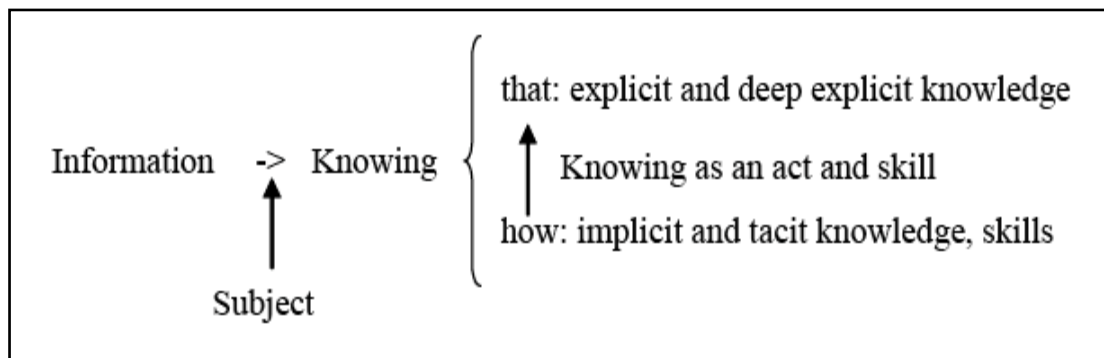 that: explicit and deep explicit knowledge
Information -> Knowing
Knowing as an act and skill
how: implicit and tacit knowledge, skills
Subject